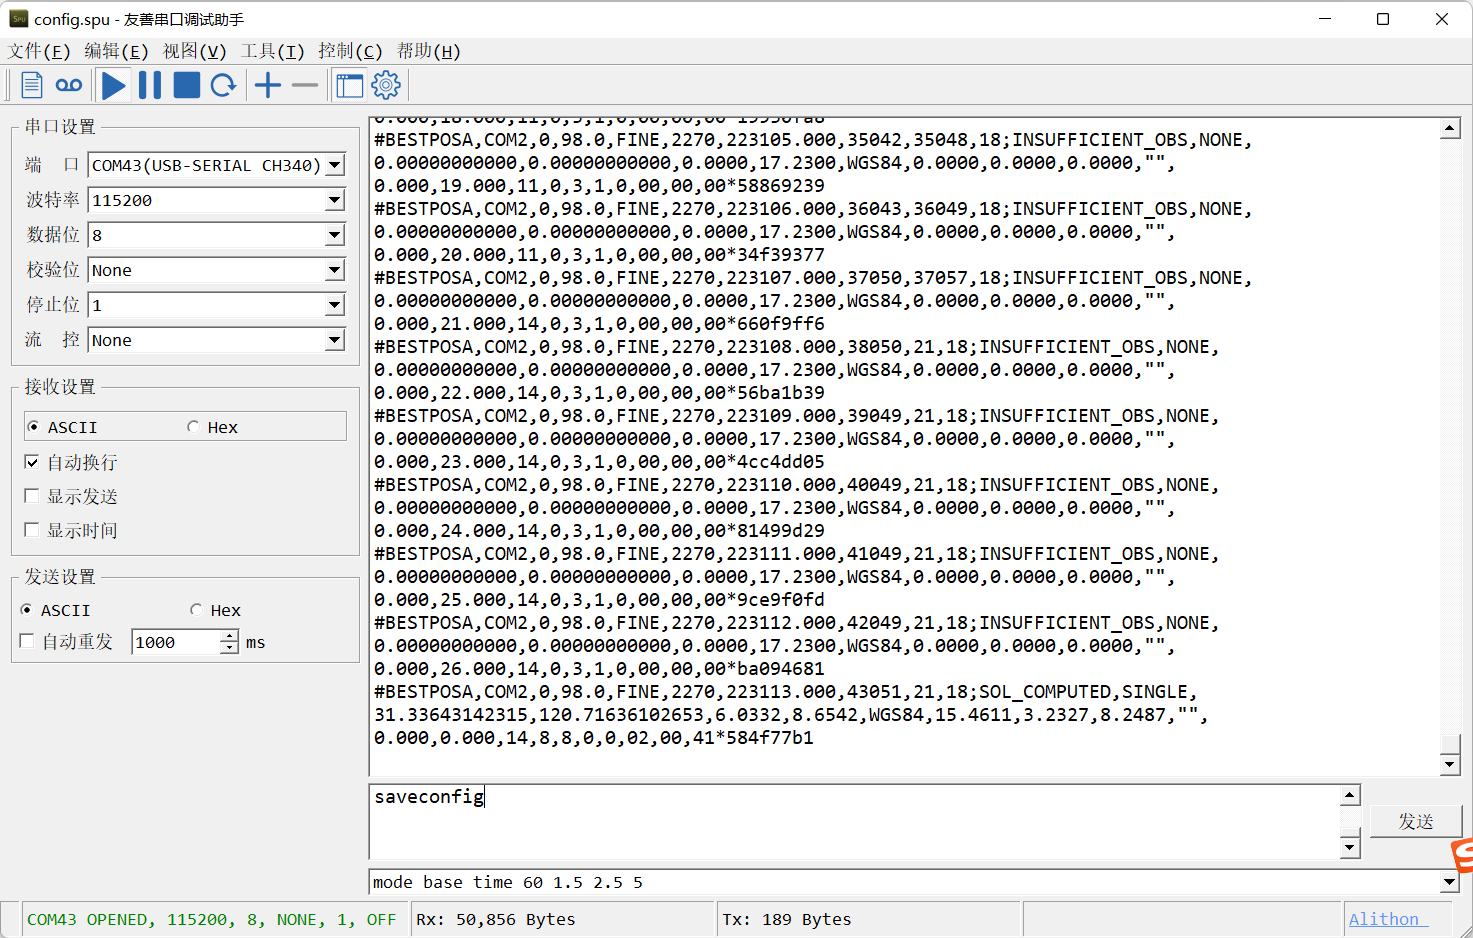 config.spu - 友善串口调试助手
文件(F) 编辑(E) 视图(V) 工具(T) 控制(C) 帮助(H)
串口设置
端 口 COM43(USB-SERIAL CH340)
波特率 115200
数据位 8
校验位 None
停止位 1
流 控 None
接收设置
ASCII Hex
自动换行
显示发送
显示时间
发送设置
ASCII Hex
自动重发 1000 ms
#BESTPOSA,COM2,0,98.0,FINE,2270,223105.000,35042,35048,18;INSUFFICIENT_OBS,NONE,
0.00000000000,0.00000000000,0.0000,17.2300,WGS84,0.0000,0.0000,0.0000,"",
0.000,19.000,11,0,3,1,0,00,00,00*58869239
#BESTPOSA,COM2,0,98.0,FINE,2270,223106.000,36043,36049,18;INSUFFICIENT_OBS,NONE,
0.00000000000,0.00000000000,0.0000,17.2300,WGS84,0.0000,0.0000,0.0000,"",
0.000,20.000,11,0,3,1,0,00,00,00*34f39377
#BESTPOSA,COM2,0,98.0,FINE,2270,223107.000,37050,37057,18;INSUFFICIENT_OBS,NONE,
0.00000000000,0.00000000000,0.0000,17.2300,WGS84,0.0000,0.0000,0.0000,"",
0.000,21.000,14,0,3,1,0,00,00,00*660f9ff6
#BESTPOSA,COM2,0,98.0,FINE,2270,223108.000,38050,21,18;INSUFFICIENT_OBS,NONE,
0.00000000000,0.00000000000,0.0000,17.2300,WGS84,0.0000,0.0000,0.0000,"",
0.000,22.000,14,0,3,1,0,00,00,00*56ba1b39
#BESTPOSA,COM2,0,98.0,FINE,2270,223109.000,39049,21,18;INSUFFICIENT_OBS,NONE,
0.00000000000,0.00000000000,0.0000,17.2300,WGS84,0.0000,0.0000,0.0000,"",
0.000,23.000,14,0,3,1,0,00,00,00*4cc4dd05
#BESTPOSA,COM2,0,98.0,FINE,2270,223110.000,40049,21,18;INSUFFICIENT_OBS,NONE,
0.00000000000,0.00000000000,0.0000,17.2300,WGS84,0.0000,0.0000,0.0000,"",
0.000,24.000,14,0,3,1,0,00,00,00*81499d29
#BESTPOSA,COM2,0,98.0,FINE,2270,223111.000,41049,21,18;INSUFFICIENT_OBS,NONE,
0.00000000000,0.00000000000,0.0000,17.2300,WGS84,0.0000,0.0000,0.0000,"",
0.000,25.000,14,0,3,1,0,00,00,00*9ce9f0fd
#BESTPOSA,COM2,0,98.0,FINE,2270,223112.000,42049,21,18;INSUFFICIENT_OBS,NONE,
0.00000000000,0.00000000000,0.0000,17.2300,WGS84,0.0000,0.0000,0.0000,"",
0.000,26.000,14,0,3,1,0,00,00,00*ba094681
#BESTPOSA,COM2,0,98.0,FINE,2270,223113.000,43051,21,18;SOL_COMPUTED,SINGLE,
31.33643142315,120.71636102653,6.0332,8.6542,WGS84,15.4611,3.2327,8.2487,"",
0.000,0.000,14,8,8,0,0,02,00,41*584f77b1
saveconfig
发送
mode base time 60 1.5 2.5 5
COM43 OPENED, 115200, 8, NONE, 1, OFF Rx: 50,856 Bytes Tx: 189 Bytes Alithon